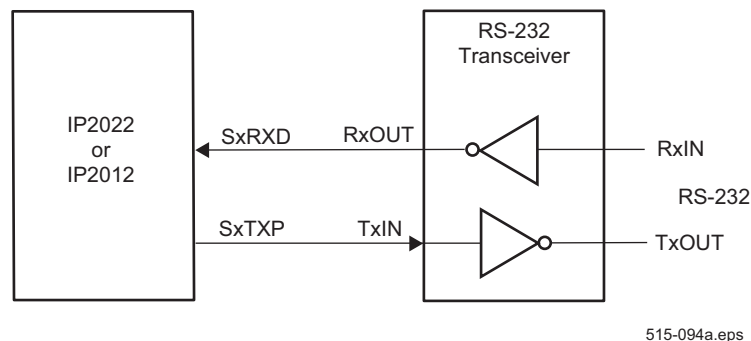 RS-232
Transceiver
IP2022
or
IP2012
SxRXD
RxOUT
RxIN
RS-232
SxTXP
TxIN
TxOUT
515-094a.eps